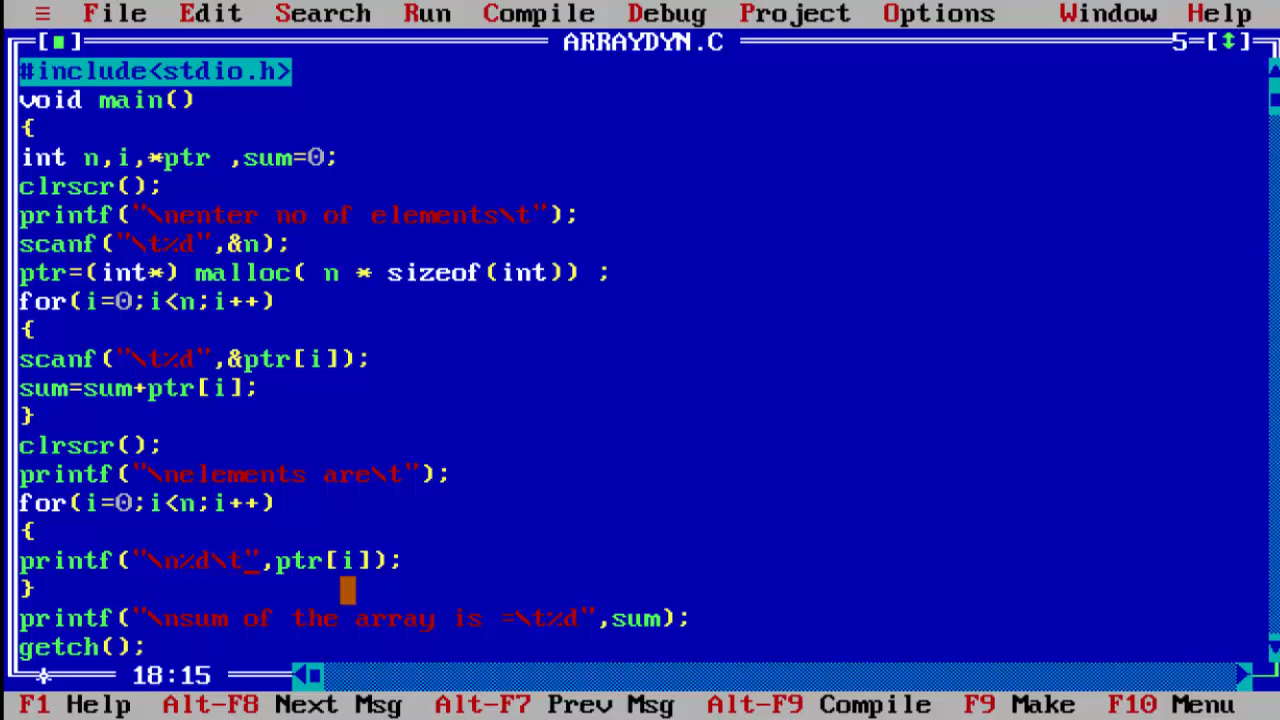 ≡ File Edit Search Run Compile Debug Project Options Window Help
[■] ARRAYDYN.C 5=[↕]
#include<stdio.h>
void main()
{
int n,i,*ptr ,sum=0;
clrscr();
printf("\nenter no of elements\t");
scanf("\t%d",&n);
ptr=(int*) malloc( n * sizeof(int)) ;
for(i=0;i<n;i++)
{
scanf("\t%d",&ptr[i]);
sum=sum+ptr[i];
}
clrscr();
printf("\nelements are\t");
for(i=0;i<n;i++)
{
printf("\n%d\t",ptr[i]);
}
printf("\nsum of the array is =\t%d",sum);
getch();
18:15
F1 Help Alt-F8 Next Msg Alt-F7 Prev Msg Alt-F9 Compile F9 Make F10 Menu